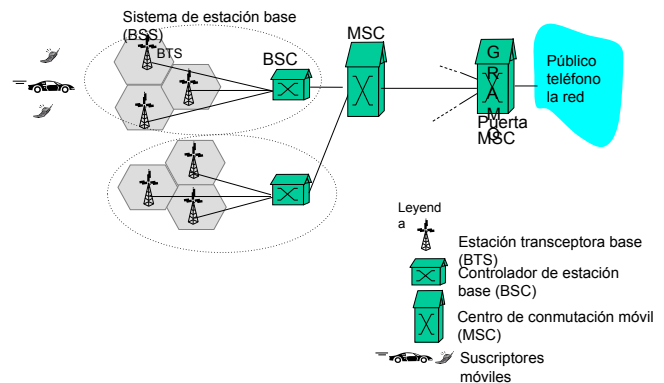 Sistema de estación base
(BSS)
BTS
BSC
MSC
G
R
A
M
O
Puerta
MSC
Público
teléfono
la red
Leyend
a
Estación transceptora base
(BTS)
Controlador de estación
base (BSC)
Centro de conmutación móvil
(MSC)
Suscriptores
móviles